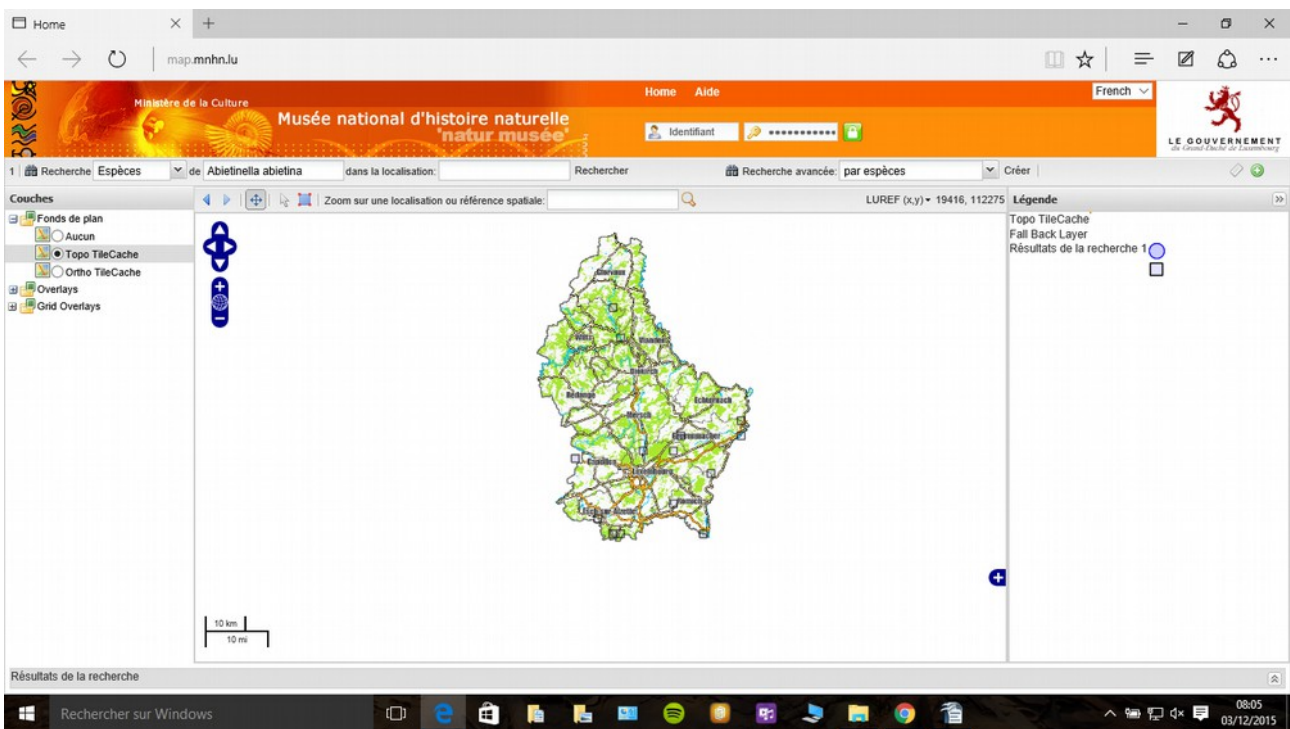 Home
map.mnhn.lu
Ministère de la Culture
Musée national d'histoire naturelle
'natur musée'
Home Aide
Identifiant
French
LE GOUVERNEMENT
du Grand-Duché de Luxembourg
1 Recherche Espèces de Abietinella abietina dans la localisation: Rechercher Recherche avancée: par espèces Créer
Couches
Zoom sur une localisation ou référence spatiale:
LUREF (x,y) 19416, 112275
Légende
Fonds de plan
Aucun
Topo TileCache
Ortho TileCache
Overlays
Grid Overlays
Topo TileCache
Fall Back Layer
Résultats de la recherche 1
Clervaux
Wiltz
Vianden
Diekirch
Redange
Echternach
Mersch
Grevenmacher
Capellen
Luxembourg
Remich
Esch-sur-Alzette
10 km
10 mi
Résultats de la recherche
Rechercher sur Windows
08:05
03/12/2015